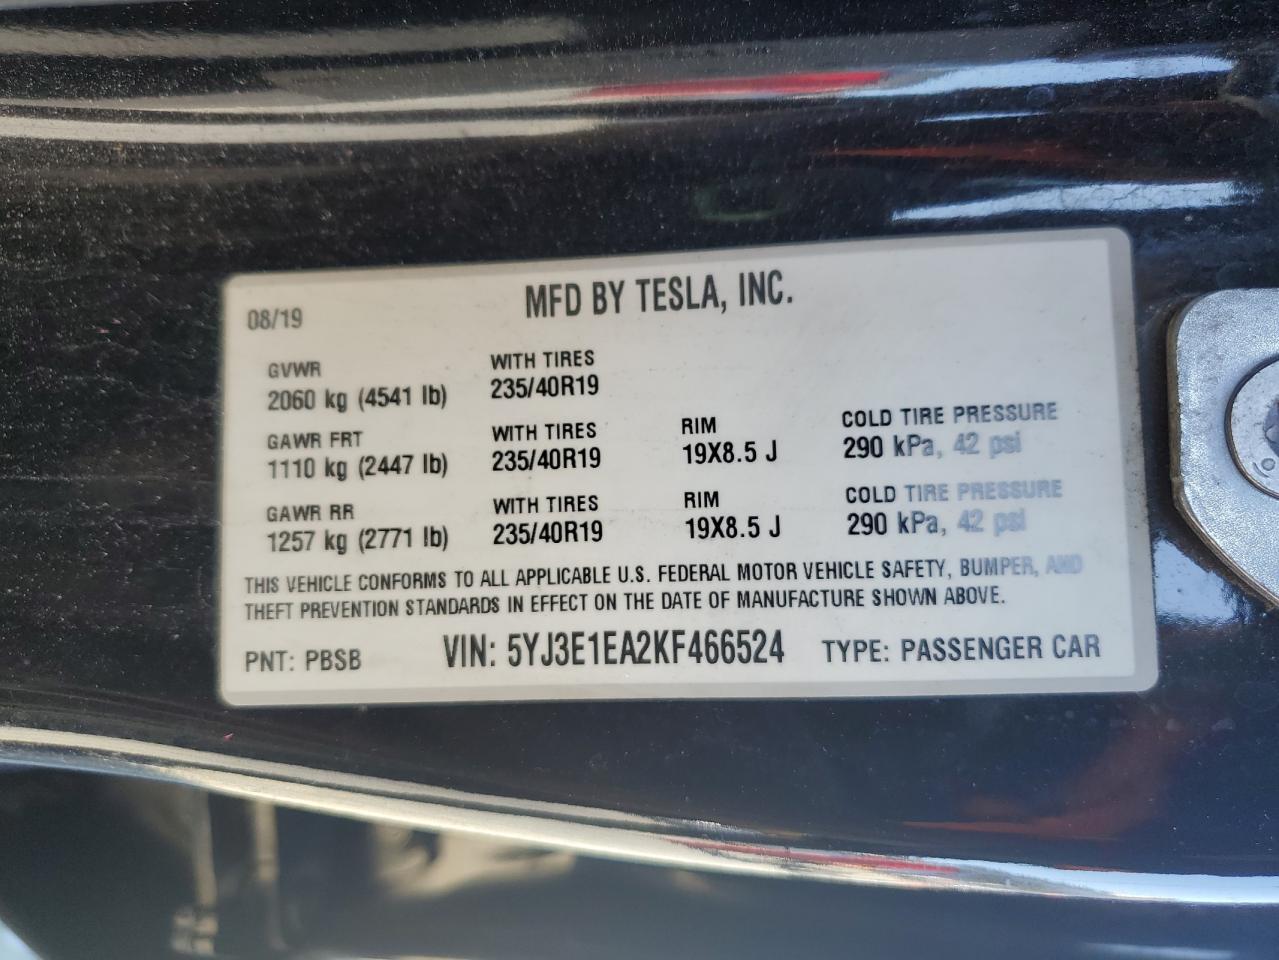 MFD BY TESLA, INC.
08/19
GVWR WITH TIRES
2060 kg (4541 lb) 235/40R19
GAWR FRT WITH TIRES RIM COLD TIRE PRESSURE
1110 kg (2447 lb) 235/40R19 19X8.5 J 290 kPa, 42 psi
GAWR RR WITH TIRES RIM COLD TIRE PRESSURE
1257 kg (2771 lb) 235/40R19 19X8.5 J 290 kPa, 42 psi
THIS VEHICLE CONFORMS TO ALL APPLICABLE U.S. FEDERAL MOTOR VEHICLE SAFETY, BUMPER, AND
THEFT PREVENTION STANDARDS IN EFFECT ON THE DATE OF MANUFACTURE SHOWN ABOVE.
PNT: PBSB VIN: 5YJ3E1EA2KF466524 TYPE: PASSENGER CAR